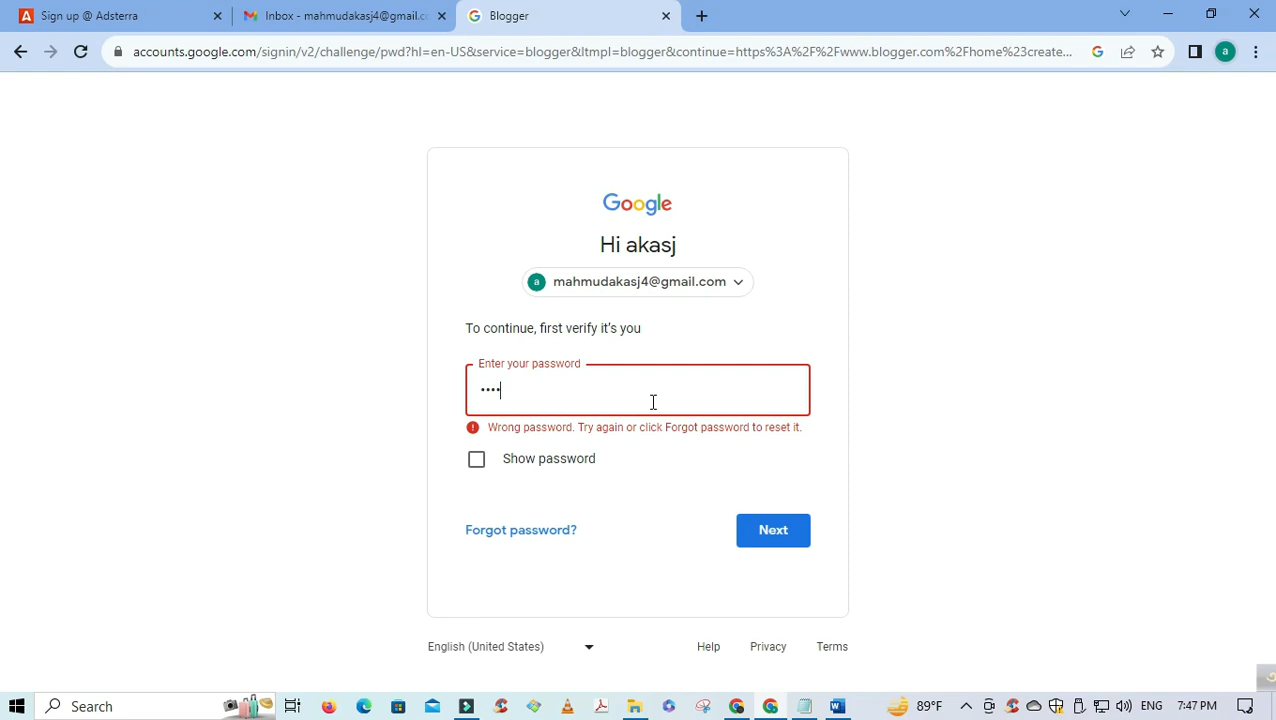 Sign up @ Adsterra
Inbox - mahmudakasj4@gmail.co
Blogger
accounts.google.com/signin/v2/challenge/pwd?hl=en-US&service=blogger&ltmpl=blogger&continue=https%3A%2F%2Fwww.blogger.com%2Fhome%23create...
a
Google
Hi akasj
a mahmudakasj4@gmail.com
To continue, first verify it's you
Enter your password
••••
Wrong password. Try again or click Forgot password to reset it.
Show password
Forgot password?
Next
English (United States)
Help Privacy Terms
Search
89°F
ENG
7:47 PM